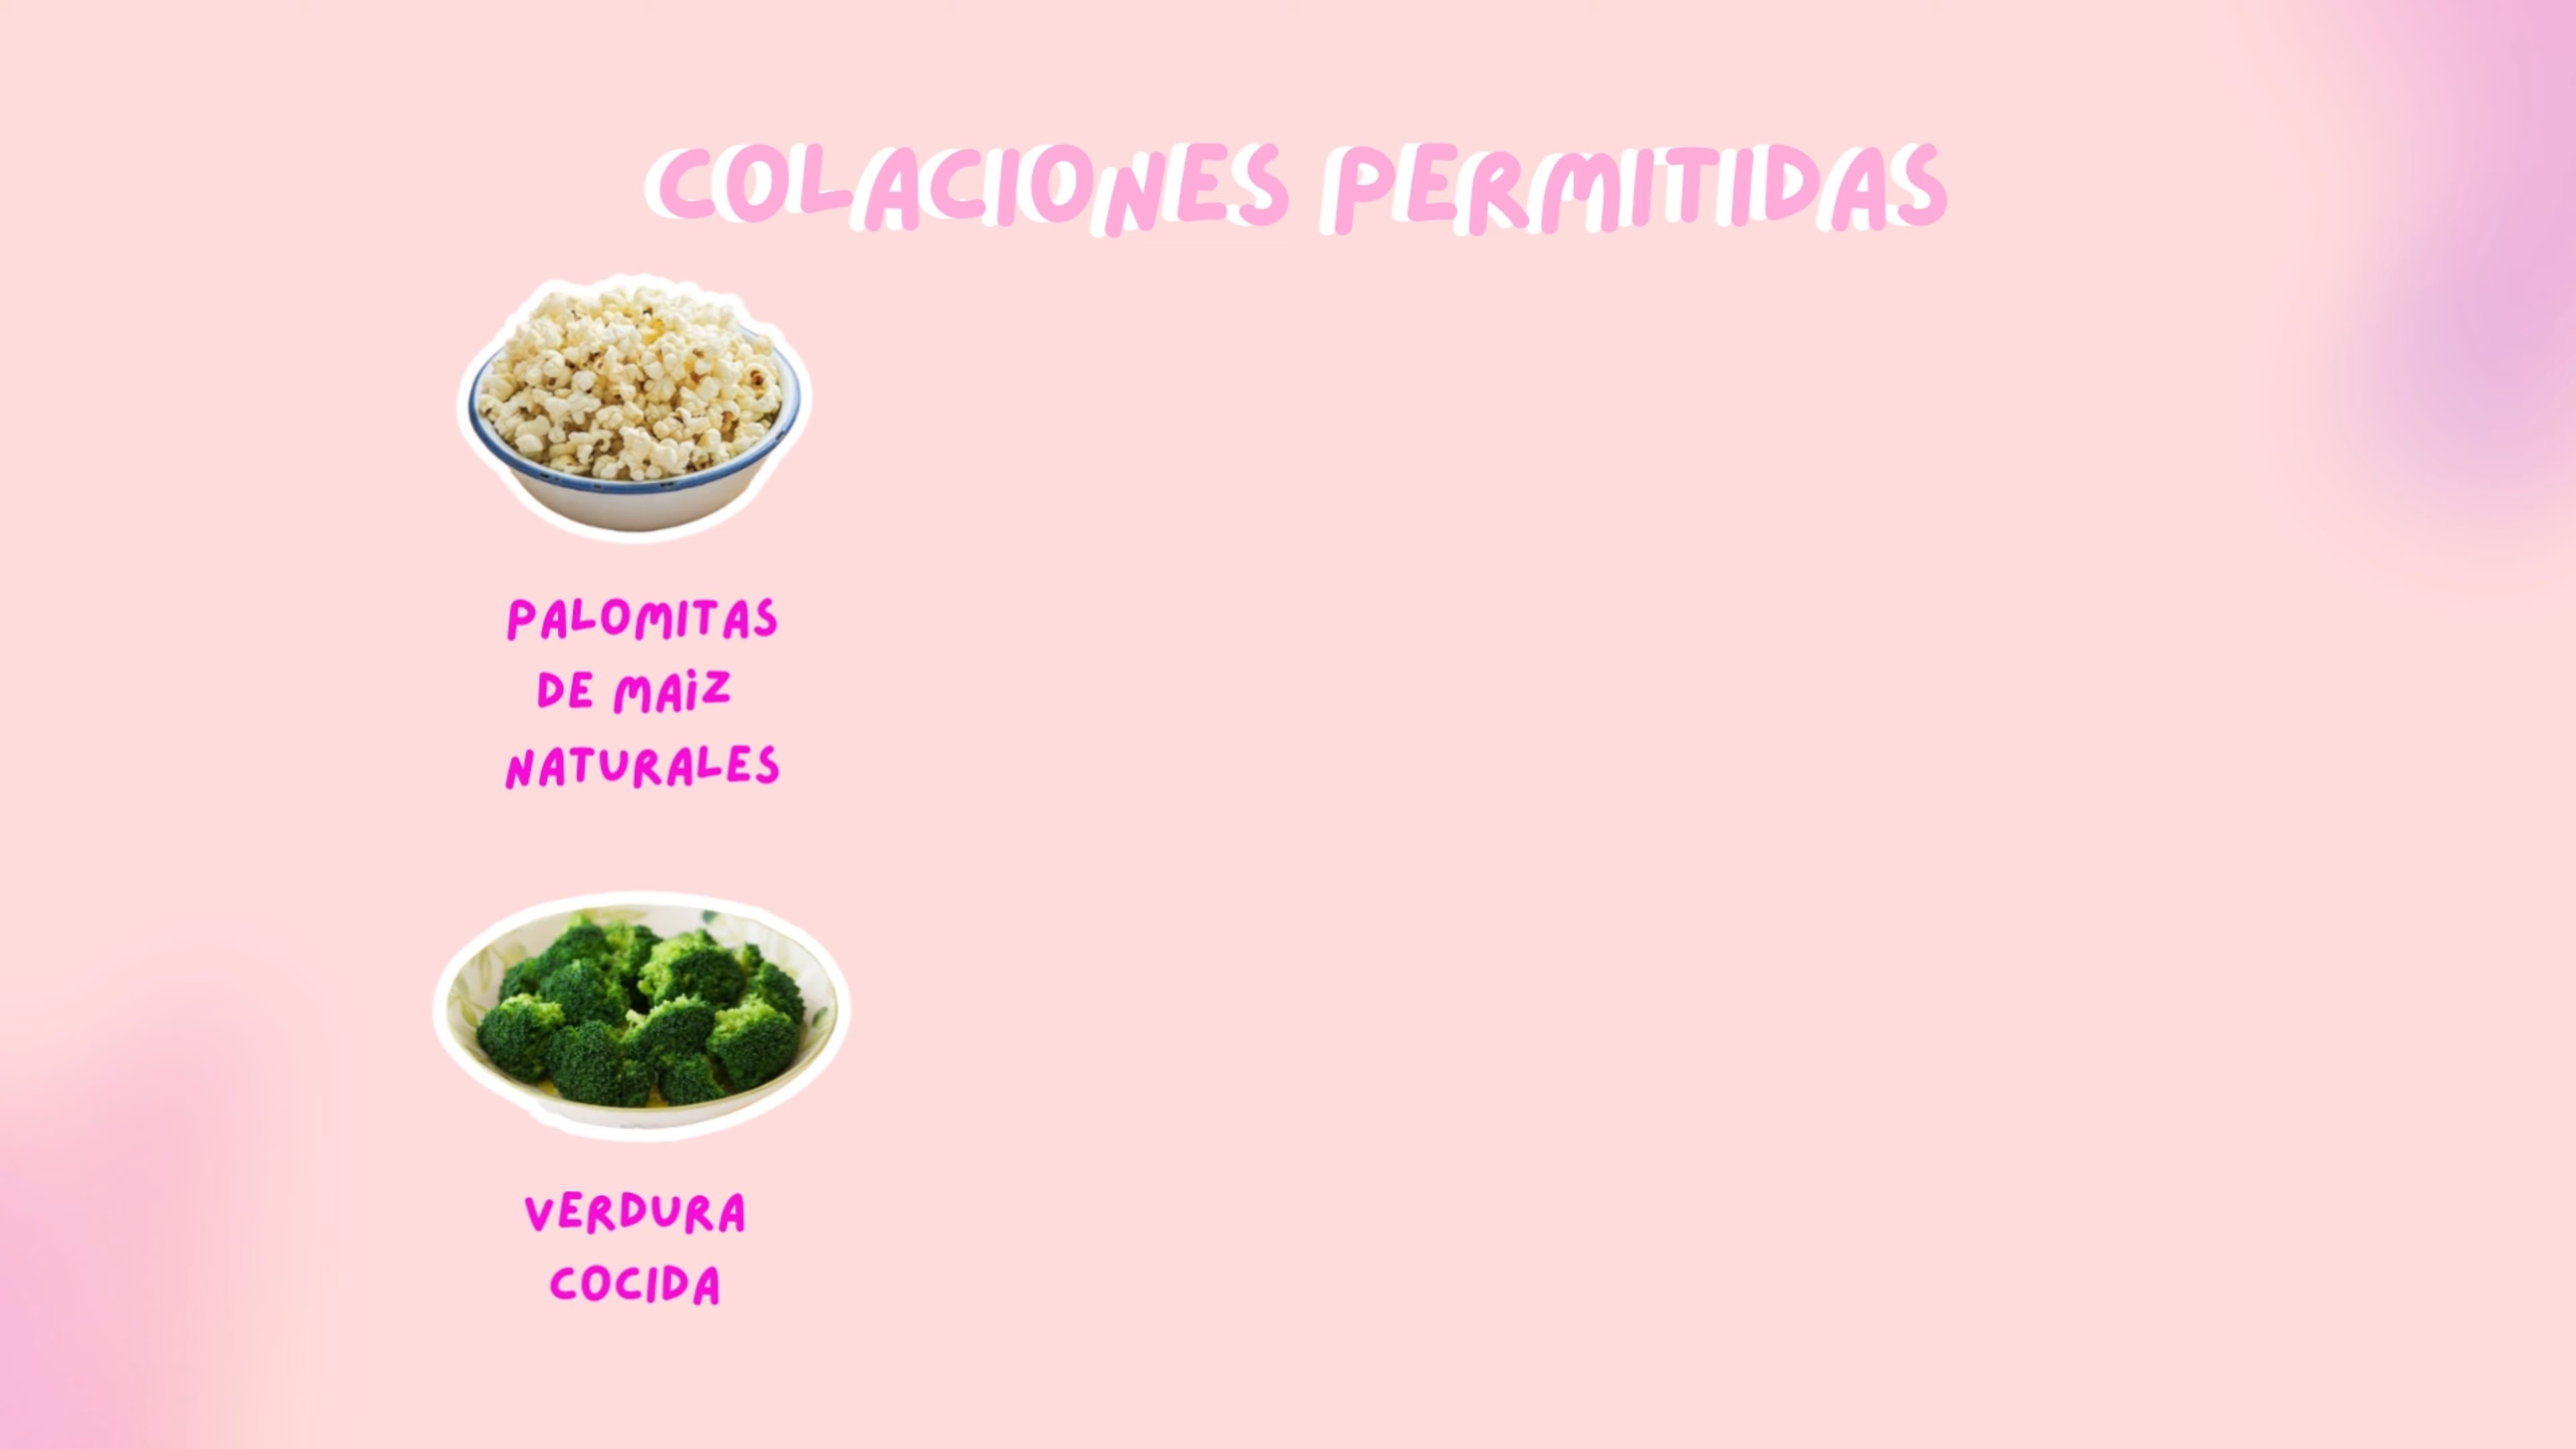 COLACIONES PERMITIDAS
PALOMITAS
DE MAiZ
NATURALES
VERDURA
COCIDA